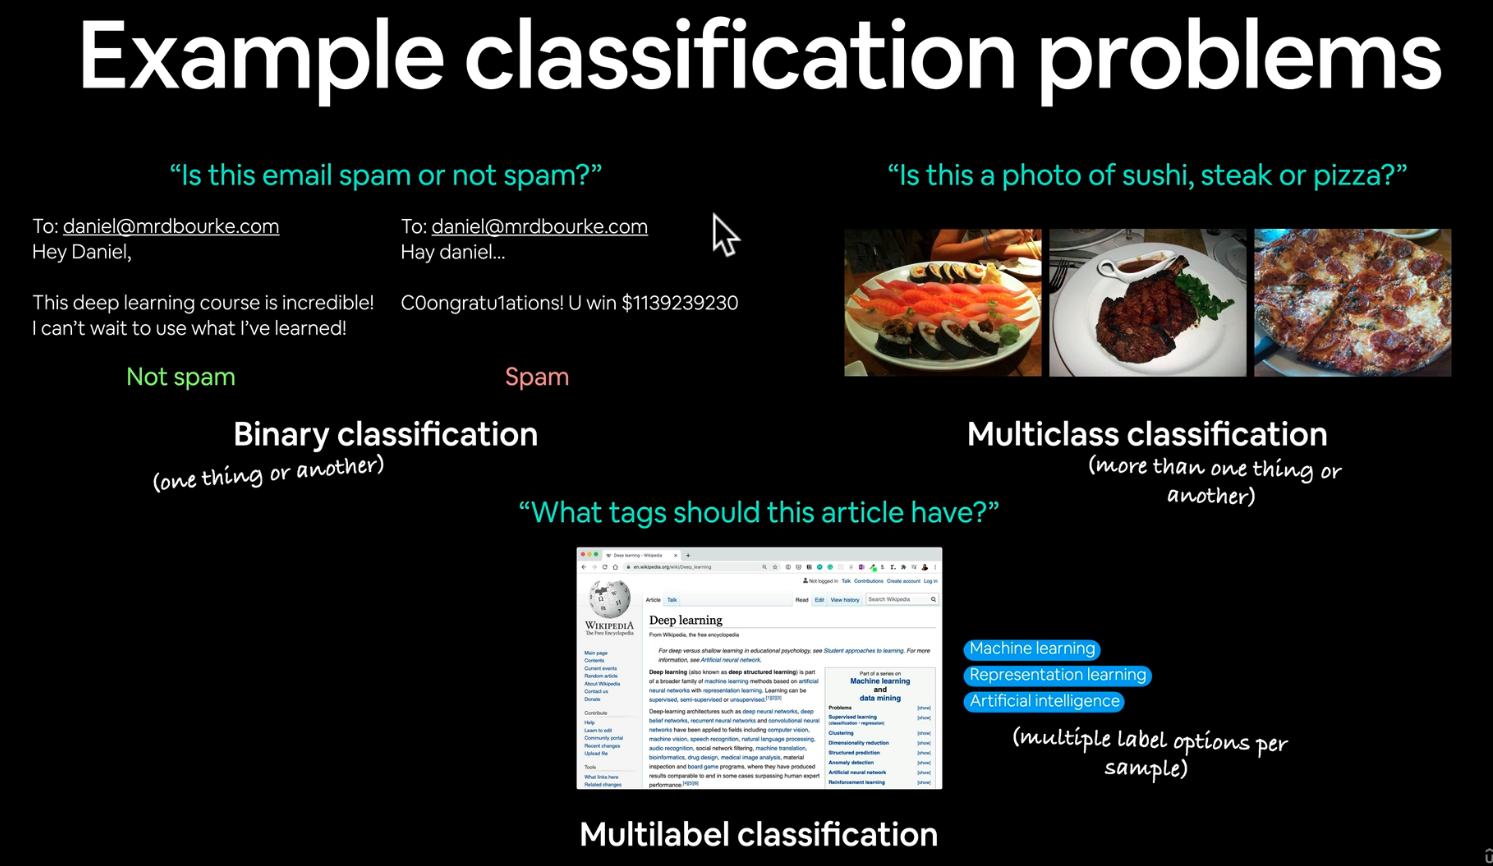 Example classification problems
“Is this email spam or not spam?”
To: daniel@mrdbourke.com
Hey Daniel,
This deep learning course is incredible!
I can’t wait to use what I’ve learned!
Not spam
To: daniel@mrdbourke.com
Hay daniel...
C0ongratu1ations! U win $1139239230
Spam
Binary classification
(one thing or another)
“Is this a photo of sushi, steak or pizza?”
Multiclass classification
(more than one thing or
another)
“What tags should this article have?”
Deep learning - Wikipedia
en.wikipedia.org/wiki/Deep_learning
Not logged in Talk Contributions Create account Log in
Article Talk
Read Edit View history Search Wikipedia
WIKIPEDIA
The Free Encyclopedia
Main page
Contents
Current events
Random article
About Wikipedia
Contact us
Donate
Contribute
Help
Learn to edit
Community portal
Recent changes
Upload file
Tools
What links here
Related changes
Deep learning
From Wikipedia, the free encyclopedia
For deep versus shallow learning in educational psychology, see Student approaches to learning. For more
information, see Artificial neural network.
Deep learning (also known as deep structured learning) is part
of a broader family of machine learning methods based on artificial
neural networks with representation learning. Learning can be
supervised, semi-supervised or unsupervised.[1][2][3]
Deep-learning architectures such as deep neural networks, deep
belief networks, recurrent neural networks and convolutional neural
networks have been applied to fields including computer vision,
machine vision, speech recognition, natural language processing,
audio recognition, social network filtering, machine translation,
bioinformatics, drug design, medical image analysis, material
inspection and board game programs, where they have produced
results comparable to and in some cases surpassing human expert
performance.[4][5][6]
Part of a series on
Machine learning
and
data mining
Problems [show]
Supervised learning [show]
(classification • regression)
Clustering [show]
Dimensionality reduction [show]
Structured prediction [show]
Anomaly detection [show]
Artificial neural network [show]
Reinforcement learning [show]
Machine learning
Representation learning
Artificial intelligence
(multiple label options per
sample)
Multilabel classification